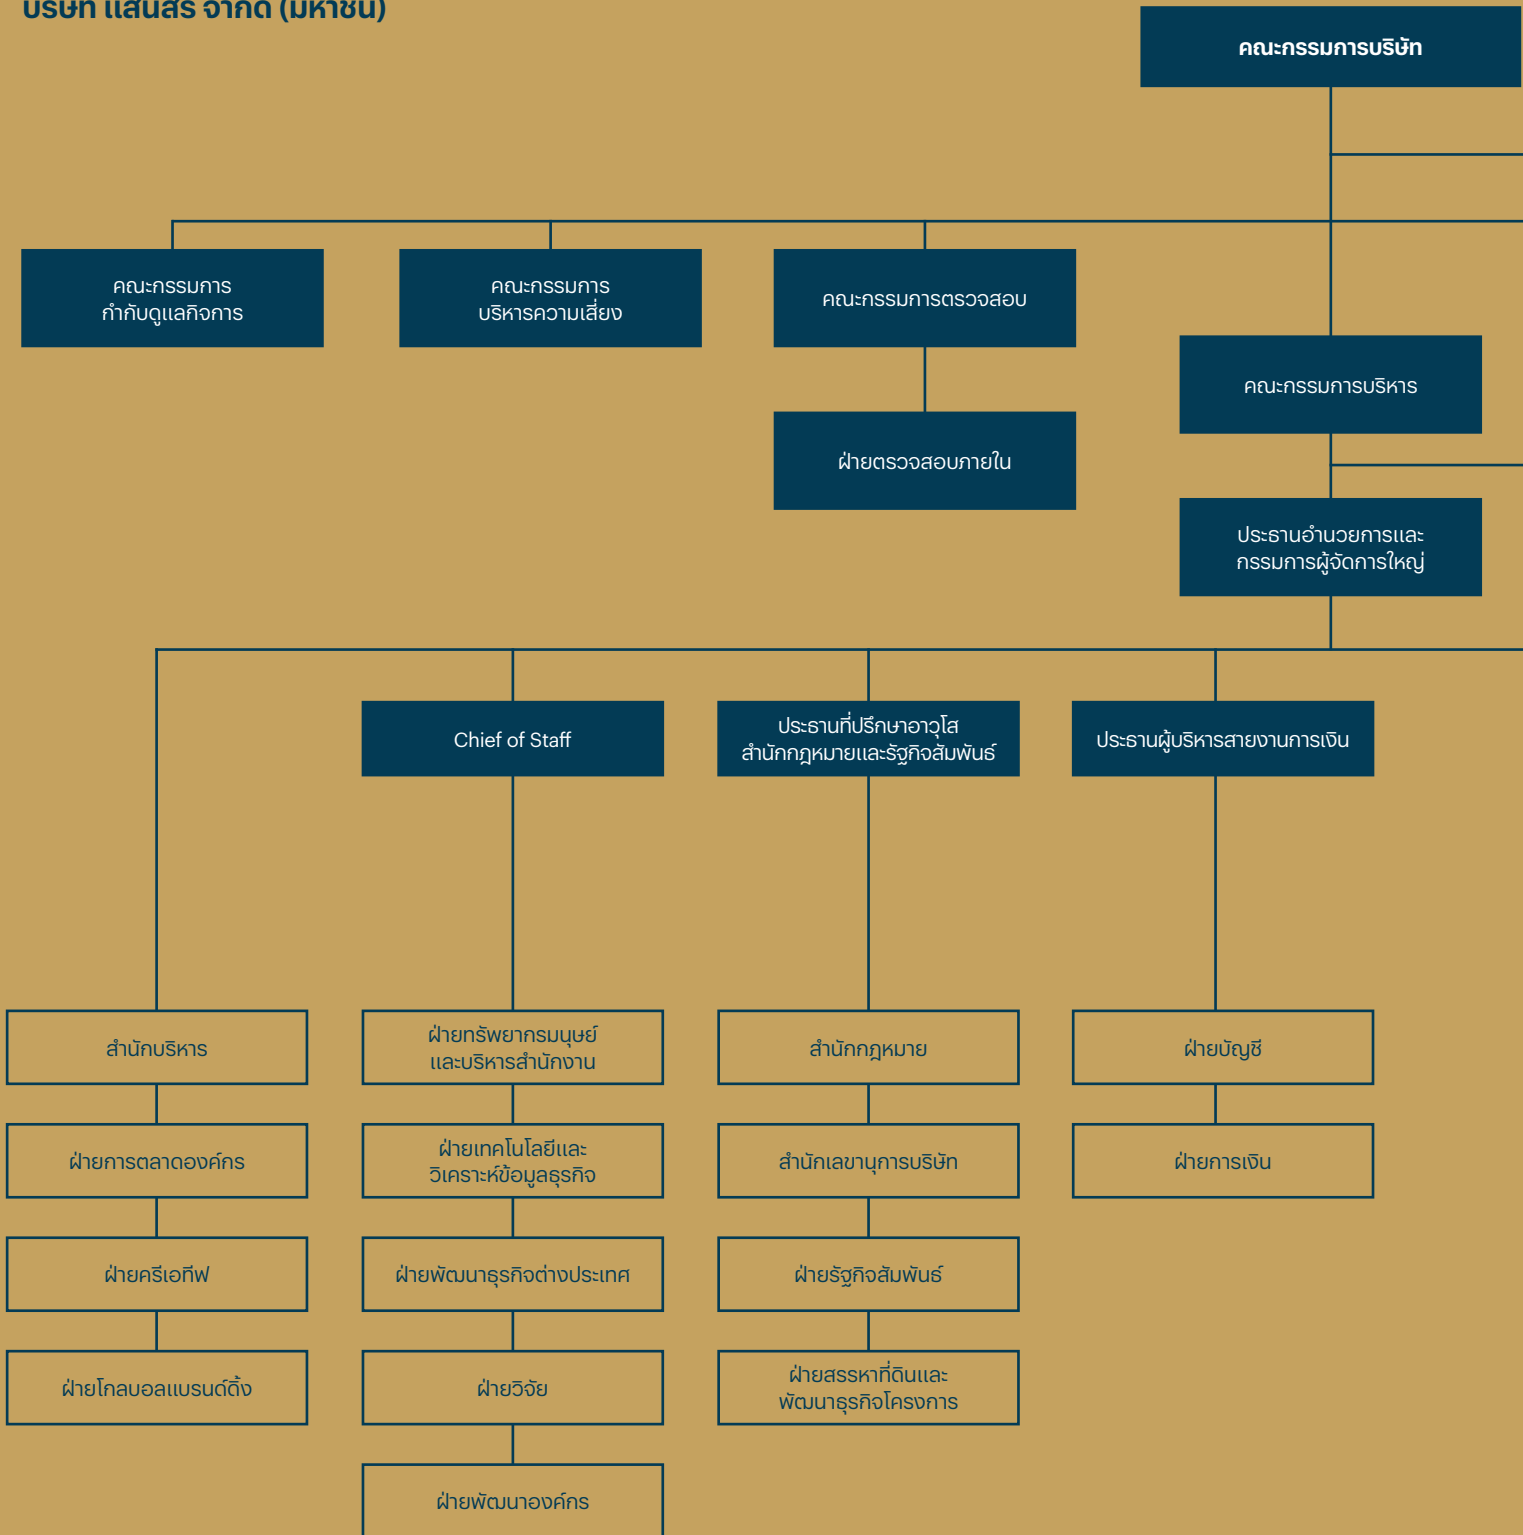 บริษัท แสนสิริ จำกัด (มหาชน)
คณะกรรมการบริษัท
คณะกรรมการ
กำกับดูแลกิจการ
คณะกรรมการ
บริหารความเสี่ยง
คณะกรรมการตรวจสอบ
คณะกรรมการบริหาร
ฝ่ายตรวจสอบภายใน
ประธานอำนวยการและ
กรรมการผู้จัดการใหญ่
Chief of Staff
ประธานที่ปรึกษาอาวุโส
สำนักกฎหมายและรัฐกิจสัมพันธ์
ประธานผู้บริหารสายงานการเงิน
สำนักบริหาร
ฝ่ายทรัพยากรมนุษย์
และบริหารสำนักงาน
สำนักกฎหมาย
ฝ่ายบัญชี
ฝ่ายการตลาดองค์กร
ฝ่ายเทคโนโลยีและ
วิเคราะห์ข้อมูลธุรกิจ
สำนักเลขานุการบริษัท
ฝ่ายการเงิน
ฝ่ายครีเอทีฟ
ฝ่ายพัฒนาธุรกิจต่างประเทศ
ฝ่ายรัฐกิจสัมพันธ์
ฝ่ายโกลบอลแบรนด์ดิ้ง
ฝ่ายวิจัย
ฝ่ายสรรหาที่ดินและ
พัฒนาธุรกิจโครงการ
ฝ่ายพัฒนาองค์กร